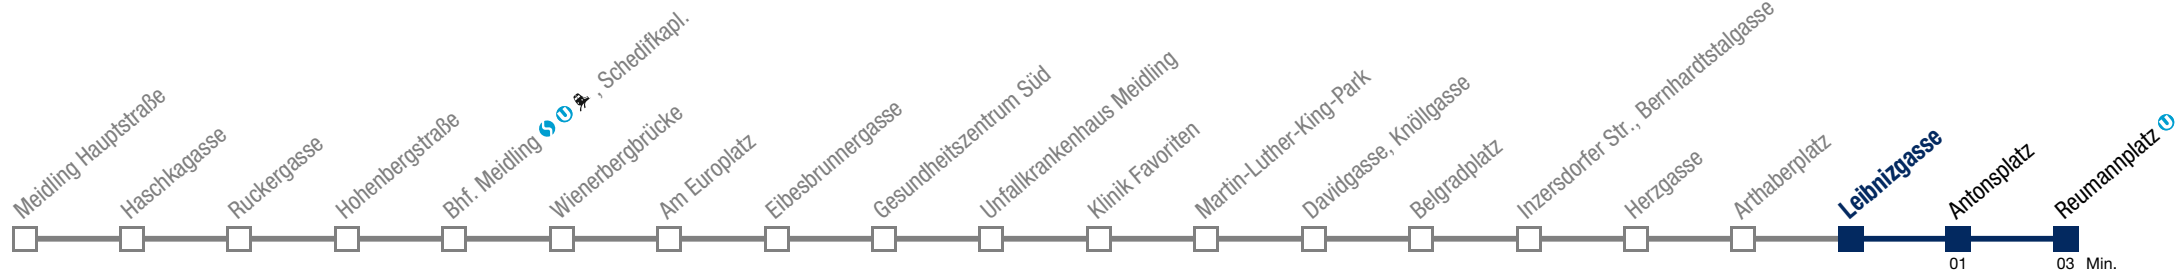 Meidling Hauptstraße
Haschkagasse
Ruckergasse
Hohenbergstraße
Bhf. Meidling S U , Schedifkapl.
Wienerbergbrücke
Am Europlatz
Eibesbrunnergasse
Gesundheitszentrum Süd
Unfallkrankenhaus Meidling
Klinik Favoriten
Martin-Luther-King-Park
Davidgasse, Knöllgasse
Belgradplatz
Inzersdorfer Str., Bernhardtstalgasse
Herzgasse
Arthaberplatz
Leibnizgasse
Antonsplatz
Reumannplatz U
01 03 Min.